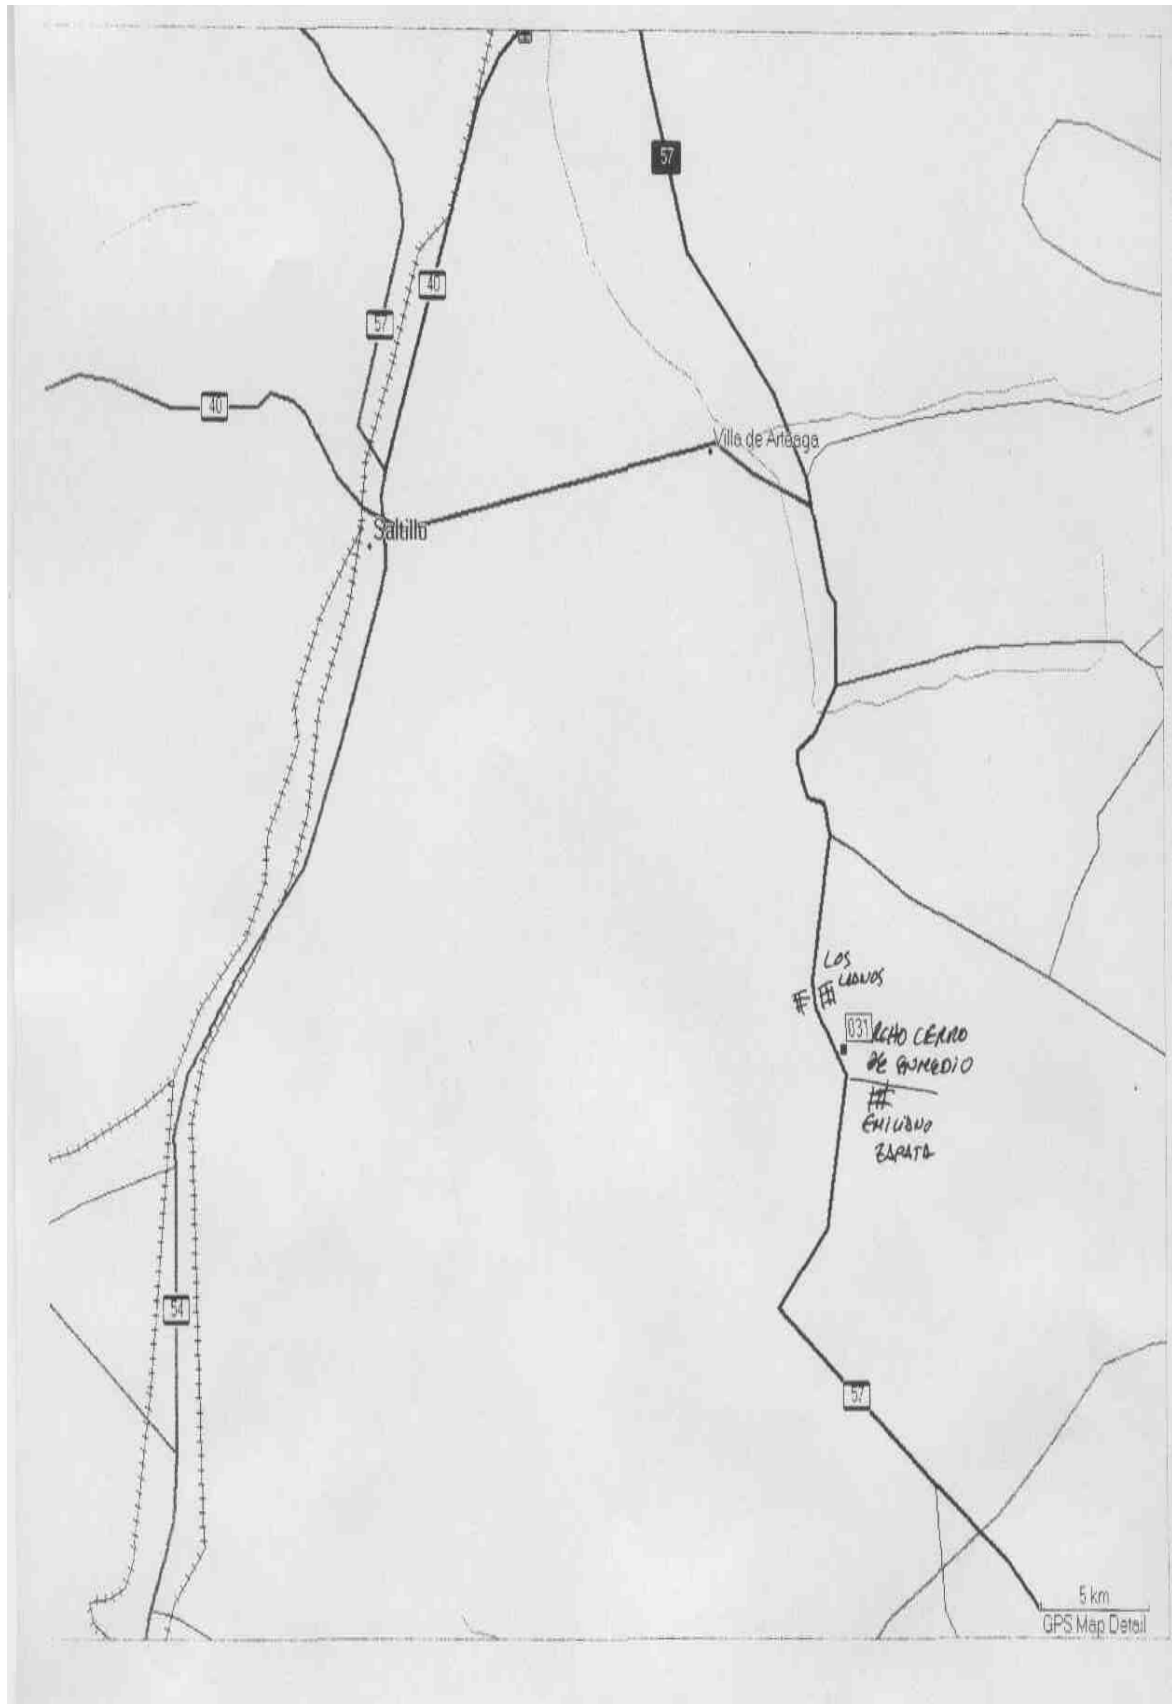 57
40
57
40
Villa de Arteaga
Saltillo
LOS
LLANOS
031
RCHO CERRO
DE ENMEDIO
EMILIANO
ZAPATA
54
57
5 km
GPS Map Detail